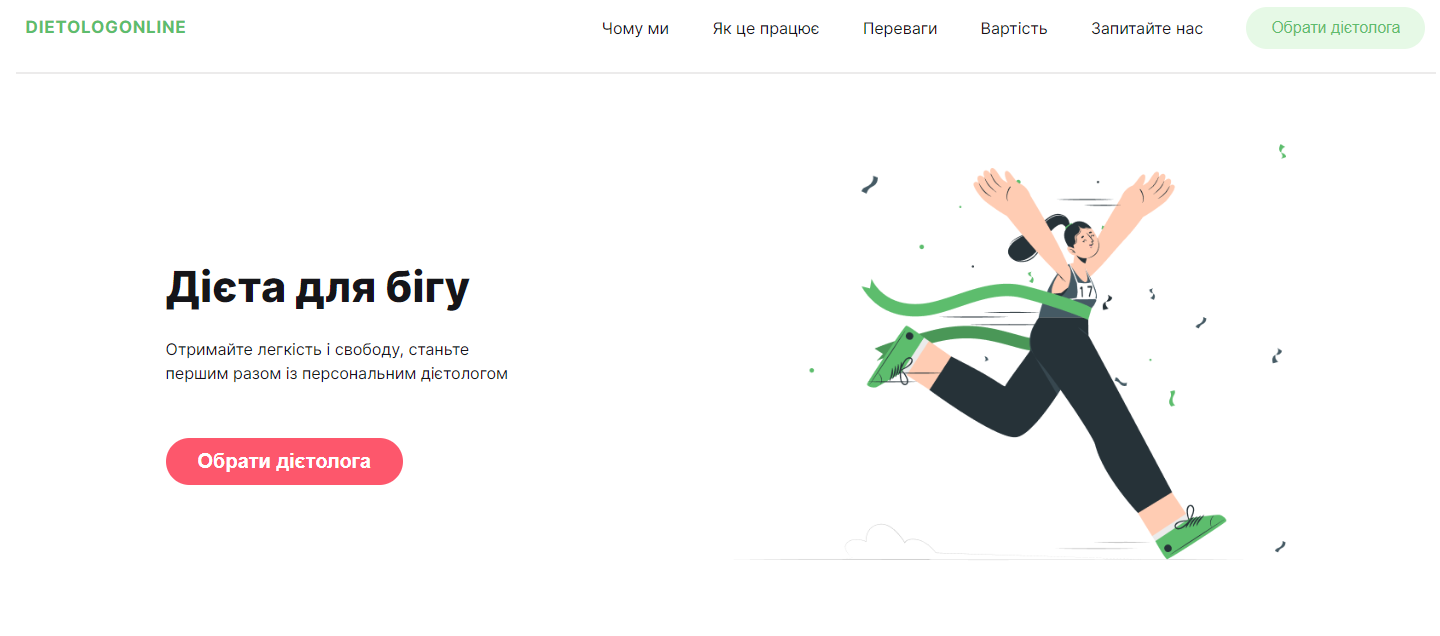 DIETOLOGONLINE
Чому ми
Як це працює
Переваги
Вартість
Запитайте нас
Обрати дієтолога
Дієта для бігу
Отримайте легкість і свободу, станьте
першим разом із персональним дієтологом
Обрати дієтолога
17